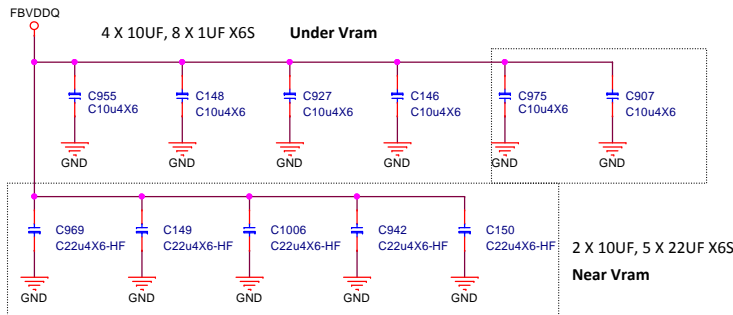 FBVDDQ
4 X 10UF, 8 X 1UF X6S Under Vram
C955 C148 C927 C146 C975 C907
C10u4X6 C10u4X6 C10u4X6 C10u4X6 C10u4X6 C10u4X6
GND GND GND GND GND GND
C969 C149 C1006 C942 C150
C22u4X6-HF C22u4X6-HF C22u4X6-HF C22u4X6-HF C22u4X6-HF
2 X 10UF, 5 X 22UF X6S
Near Vram
GND GND GND GND GND